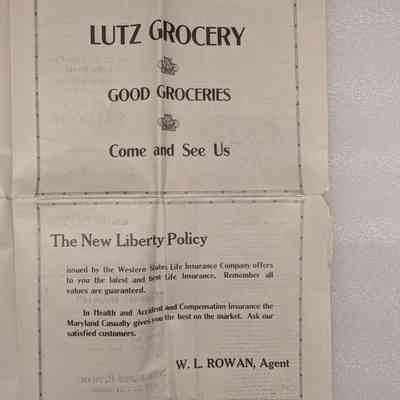 LUTZ GROCERY
GOOD GROCERIES
Come and See Us
The New Liberty Policy
issued by the Western States Life Insurance Company offers
to you the latest and best Life Insurance. Remember all
values are guaranteed.
In Health and Accident and Compensation Insurance the
Maryland Casualty gives you the best on the market. Ask our
satisfied customers.
W. L. ROWAN, Agent